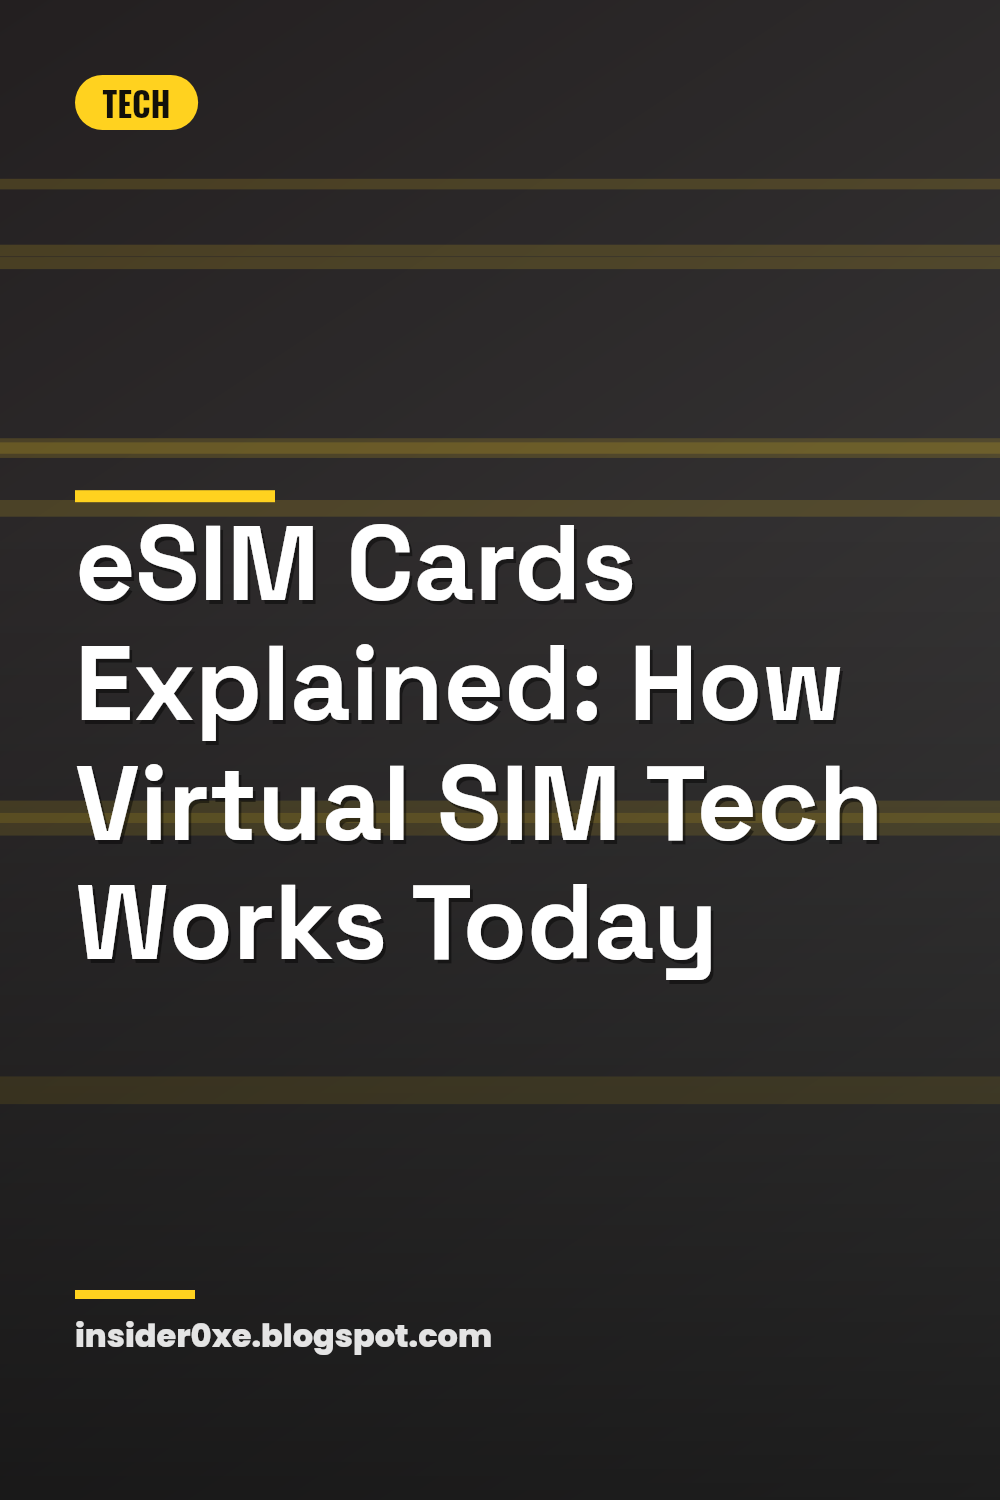 TECH
eSIM Cards
Explained: How
Virtual SIM Tech
Works Today
insider0xe.blogspot.com